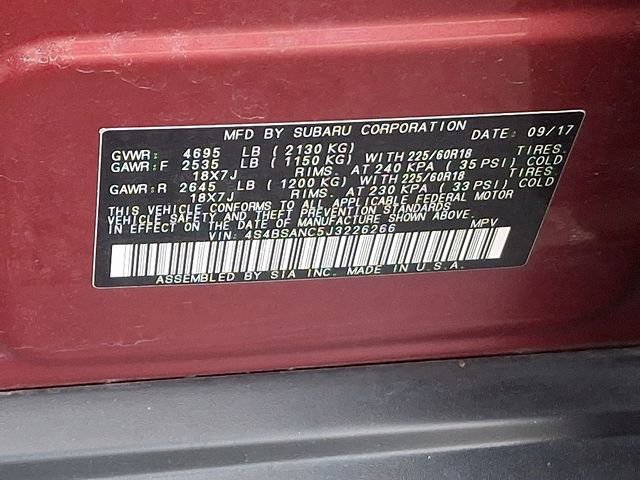 MFD BY SUBARU CORPORATION DATE: 09/17
GVWR: 4695 LB ( 2130 KG)
GAWR:F 2535 LB ( 1150 KG) WITH 225/60R18 TIRES.
18X7J RIMS. AT 240 KPA ( 35 PSI) COLD
GAWR:R 2645 LB ( 1200 KG) WITH 225/60R18 TIRES.
18X7J RIMS. AT 230 KPA ( 33 PSI) COLD
THIS VEHICLE CONFORMS TO ALL APPLICABLE FEDERAL MOTOR
VEHICLE SAFETY AND THEFT PREVENTION STANDARDS
IN EFFECT ON THE DATE OF MANUFACTURE SHOWN ABOVE.
VIN: 4S4BSANC5J3226266 MPV
ASSEMBLED BY SIA INC. MADE IN U.S.A.